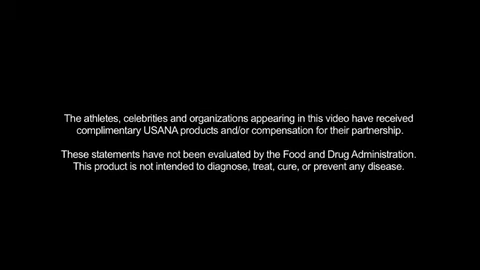 The athletes, celebrities and organizations appearing in this video have received
complimentary USANA products and/or compensation for their partnership.
These statements have not been evaluated by the Food and Drug Administration.
This product is not intended to diagnose, treat, cure, or prevent any disease.